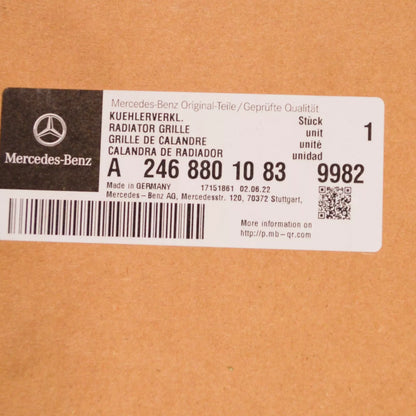 Mercedes-Benz Original-Teile/Geprüfte Qualität
KUEHLERVERKL. Stück 1
RADIATOR GRILLE unit
GRILLE DE CALANDRE unité
CALANDRA DE RADIADOR unidad
Mercedes-Benz
A 246 880 10 83 9982
Made in GERMANY 17151861 02.06.22
Mercedes-Benz AG, Mercedesstr. 120, 70372 Stuttgart,
More information on
http://p.mb-qr.com/